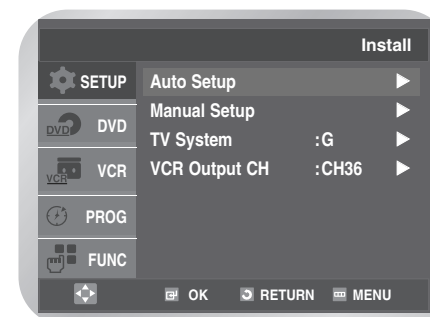 Install
SETUP
DVD DVD
VCR VCR
PROG
FUNC
Auto Setup
Manual Setup
TV System :G
VCR Output CH :CH36
OK RETURN MENU